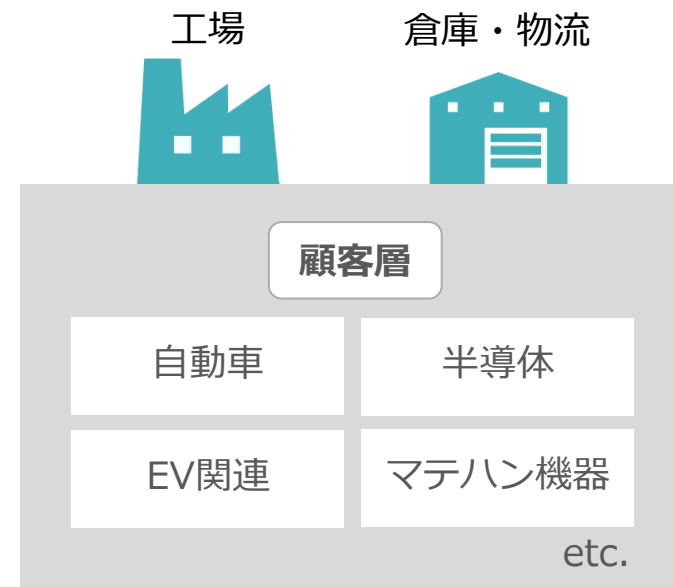 工場
倉庫・物流
顧客層
自動車
半導体
EV関連
マテハン機器
etc.